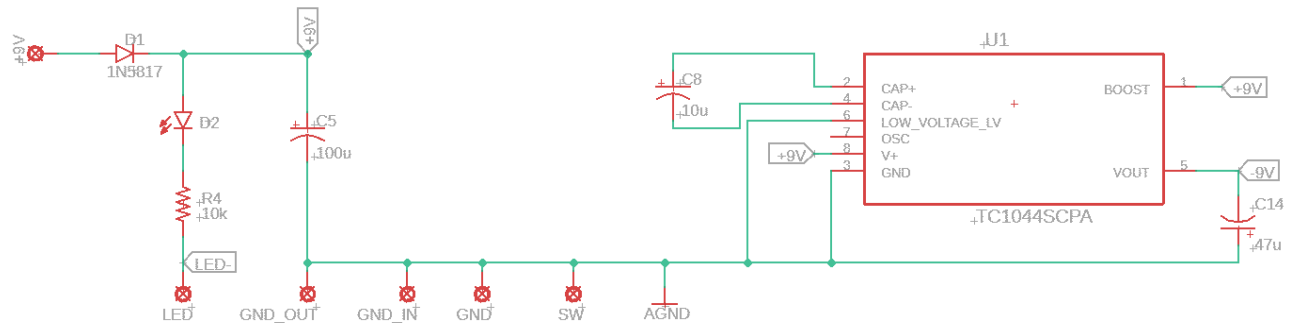 +9V
D1
1N5817
+9V
D2
C5
100u
R4
10k
LED-
LED
GND_OUT
GND_IN
GND
SW
AGND
C8
10u
U1
2
CAP+
4
CAP-
6
LOW_VOLTAGE_LV
7
OSC
+9V
8
V+
3
GND
BOOST
1
+9V
VOUT
5
-9V
TC1044SCPA
C14
47u